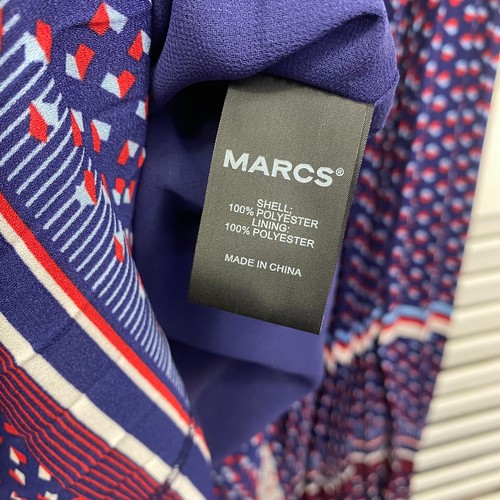 MARCS®
SHELL:
100% POLYESTER
LINING:
100% POLYESTER
MADE IN CHINA